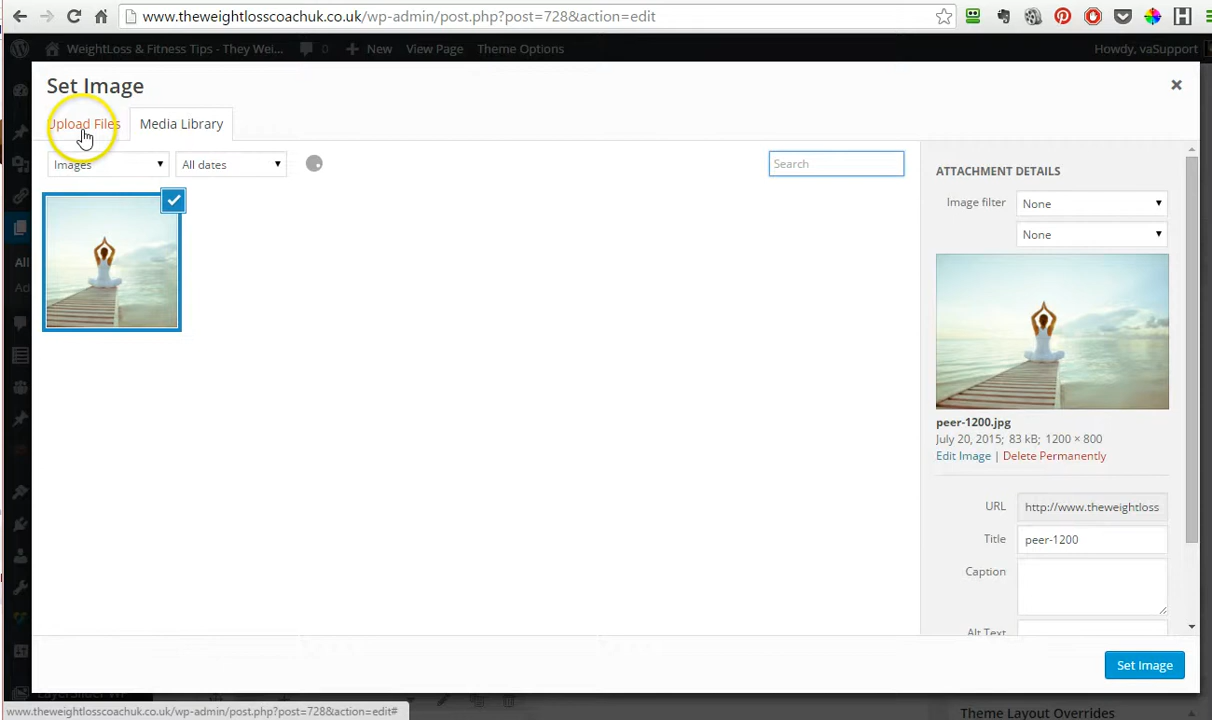 www.theweightlosscoachuk.co.uk/wp-admin/post.php?post=728&action=edit
WeightLoss & Fitness Tips - They Wei... 0 New View Page Theme Options Howdy, vaSupport
Set Image
Upload Files Media Library
Images All dates Search
ATTACHMENT DETAILS
Image filter None
None
peer-1200.jpg
July 20, 2015; 83 kB; 1200 × 800
Edit Image | Delete Permanently
URL http://www.theweightloss
Title peer-1200
Caption
Alt Text
Set Image
All
Ad
LayerSlider WP
www.theweightlosscoachuk.co.uk/wp-admin/post.php?post=728&action=edit#
Theme Layout Overrides